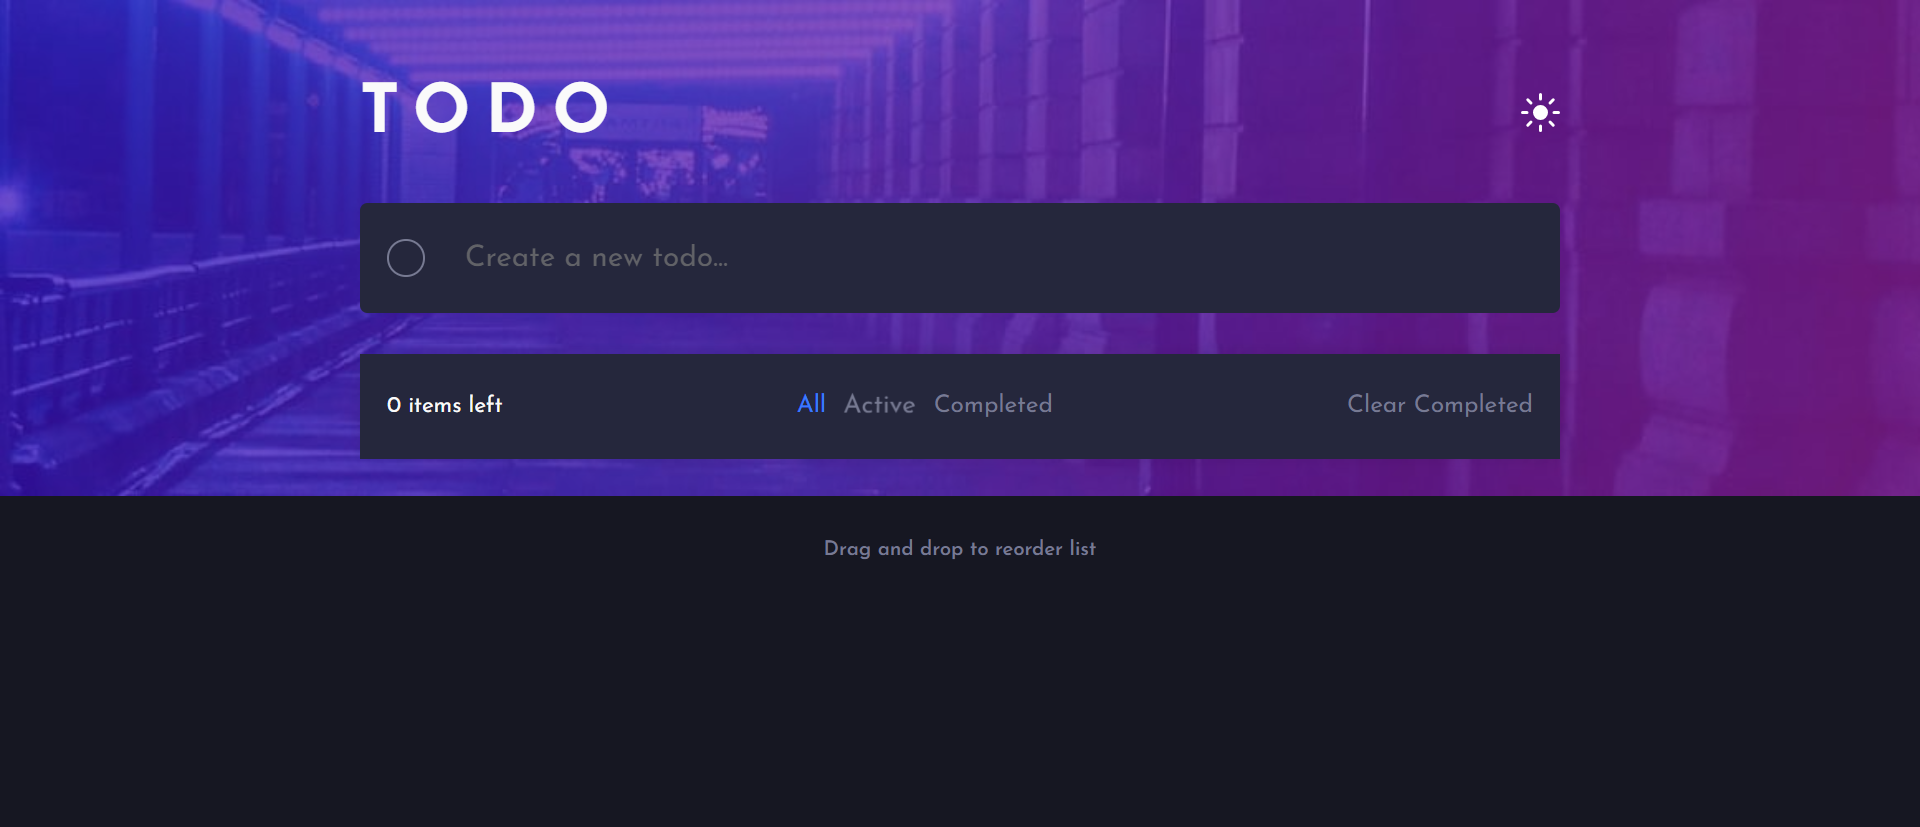 TODO
Create a new todo...
0 items left All Active Completed Clear Completed
Drag and drop to reorder list